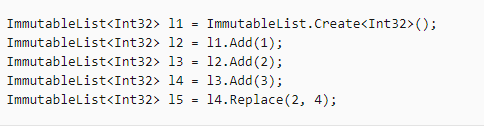 ImmutableList<Int32> l1 = ImmutableList.Create<Int32>();
ImmutableList<Int32> l2 = l1.Add(1);
ImmutableList<Int32> l3 = l2.Add(2);
ImmutableList<Int32> l4 = l3.Add(3);
ImmutableList<Int32> l5 = l4.Replace(2, 4);